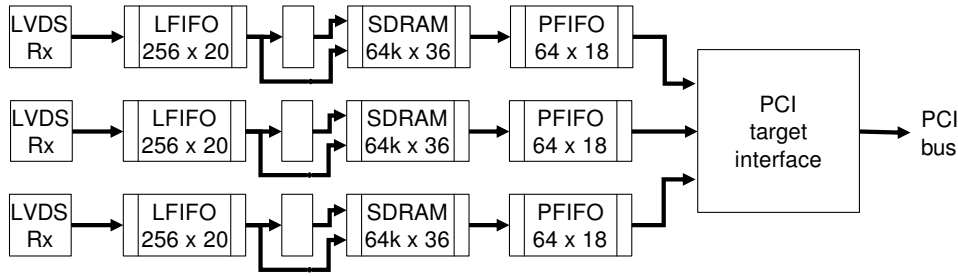 LVDS
Rx
LFIFO
256 x 20
SDRAM
64k x 36
PFIFO
64 x 18
LVDS
Rx
LFIFO
256 x 20
SDRAM
64k x 36
PFIFO
64 x 18
PCI
target
interface
PCI
bus
LVDS
Rx
LFIFO
256 x 20
SDRAM
64k x 36
PFIFO
64 x 18